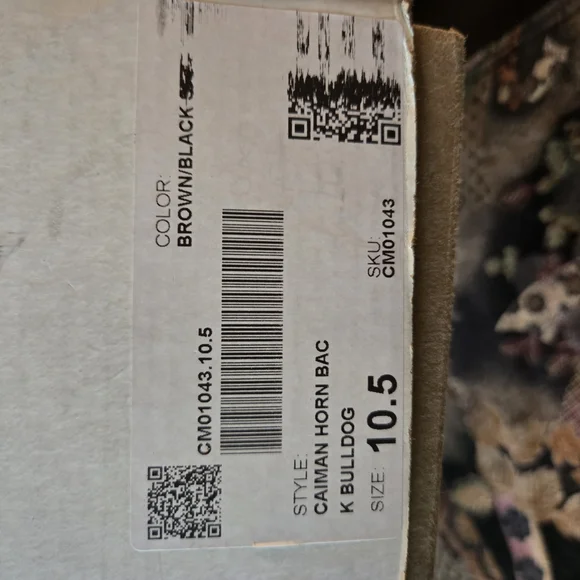 COLOR:
BROWN/BLACK
CM01043.10.5
STYLE:
CAIMAN HORN BAC
K BULLDOG
SKU:
CM01043
SIZE: 10.5